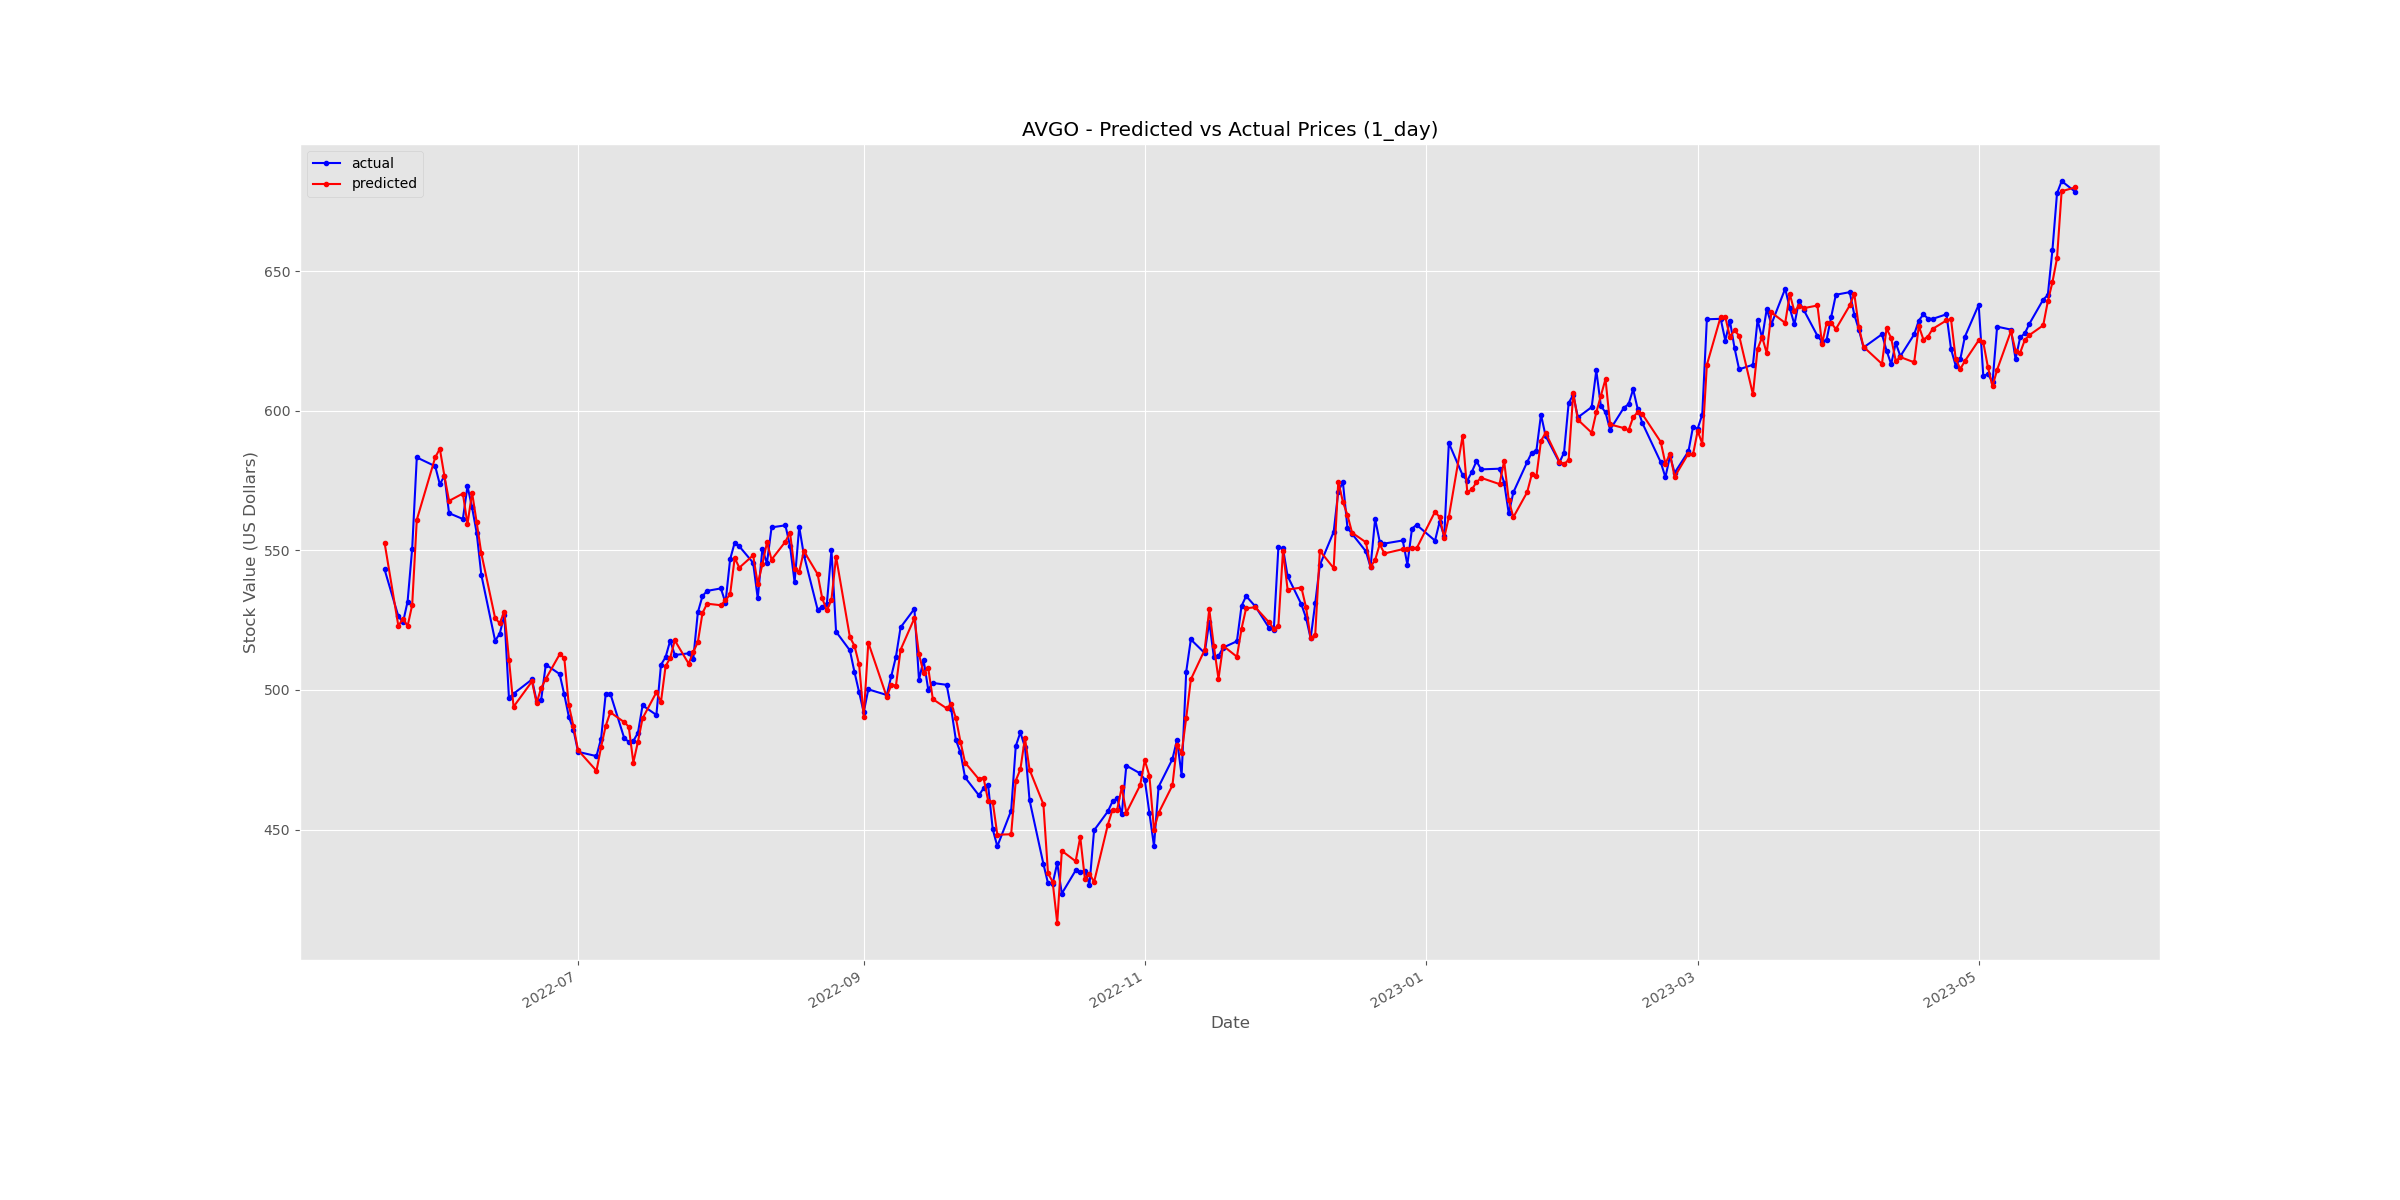 AVGO - Predicted vs Actual Prices (1_day)
actual
predicted
Stock Value (US Dollars)
650
600
550
500
450
2022-07
2022-09
2022-11
2023-01
2023-03
2023-05
Date